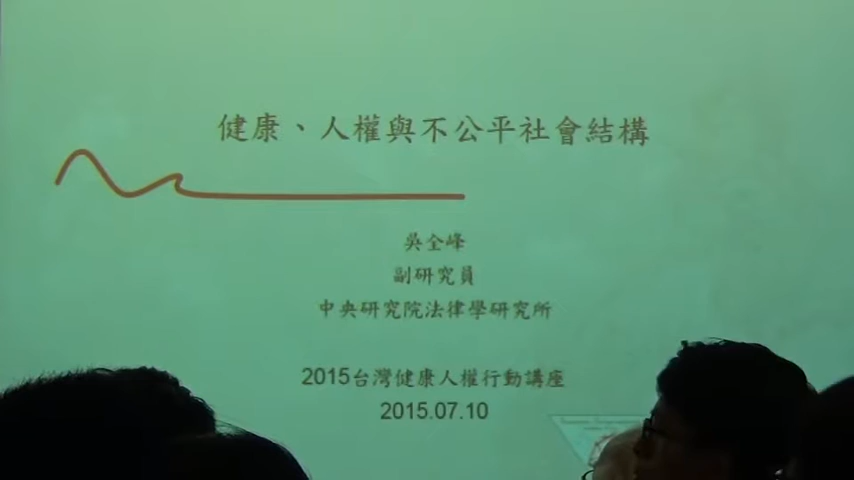 健康、人權與不公平社會結構
吳全峰
副研究員
中央研究院法律學研究所
2015台灣健康人權行動講座
2015.07.10